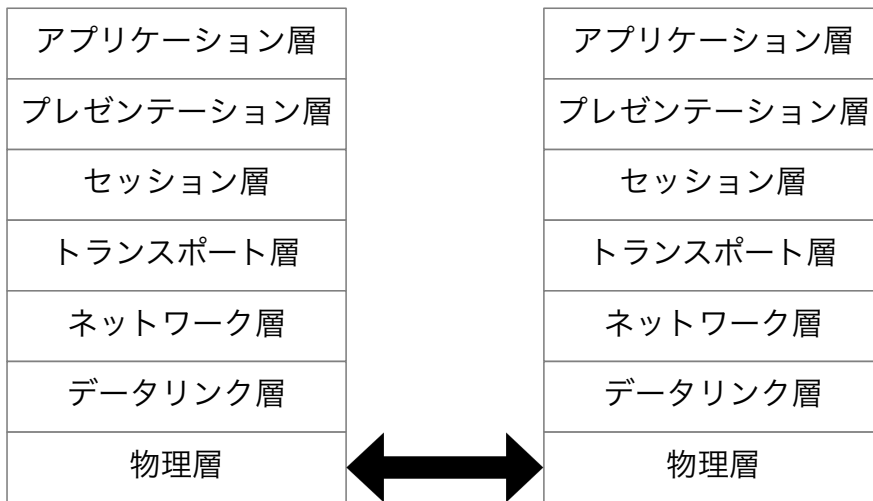 アプリケーション層
プレゼンテーション層
セッション層
トランスポート層
ネットワーク層
データリンク層
物理層
アプリケーション層
プレゼンテーション層
セッション層
トランスポート層
ネットワーク層
データリンク層
物理層